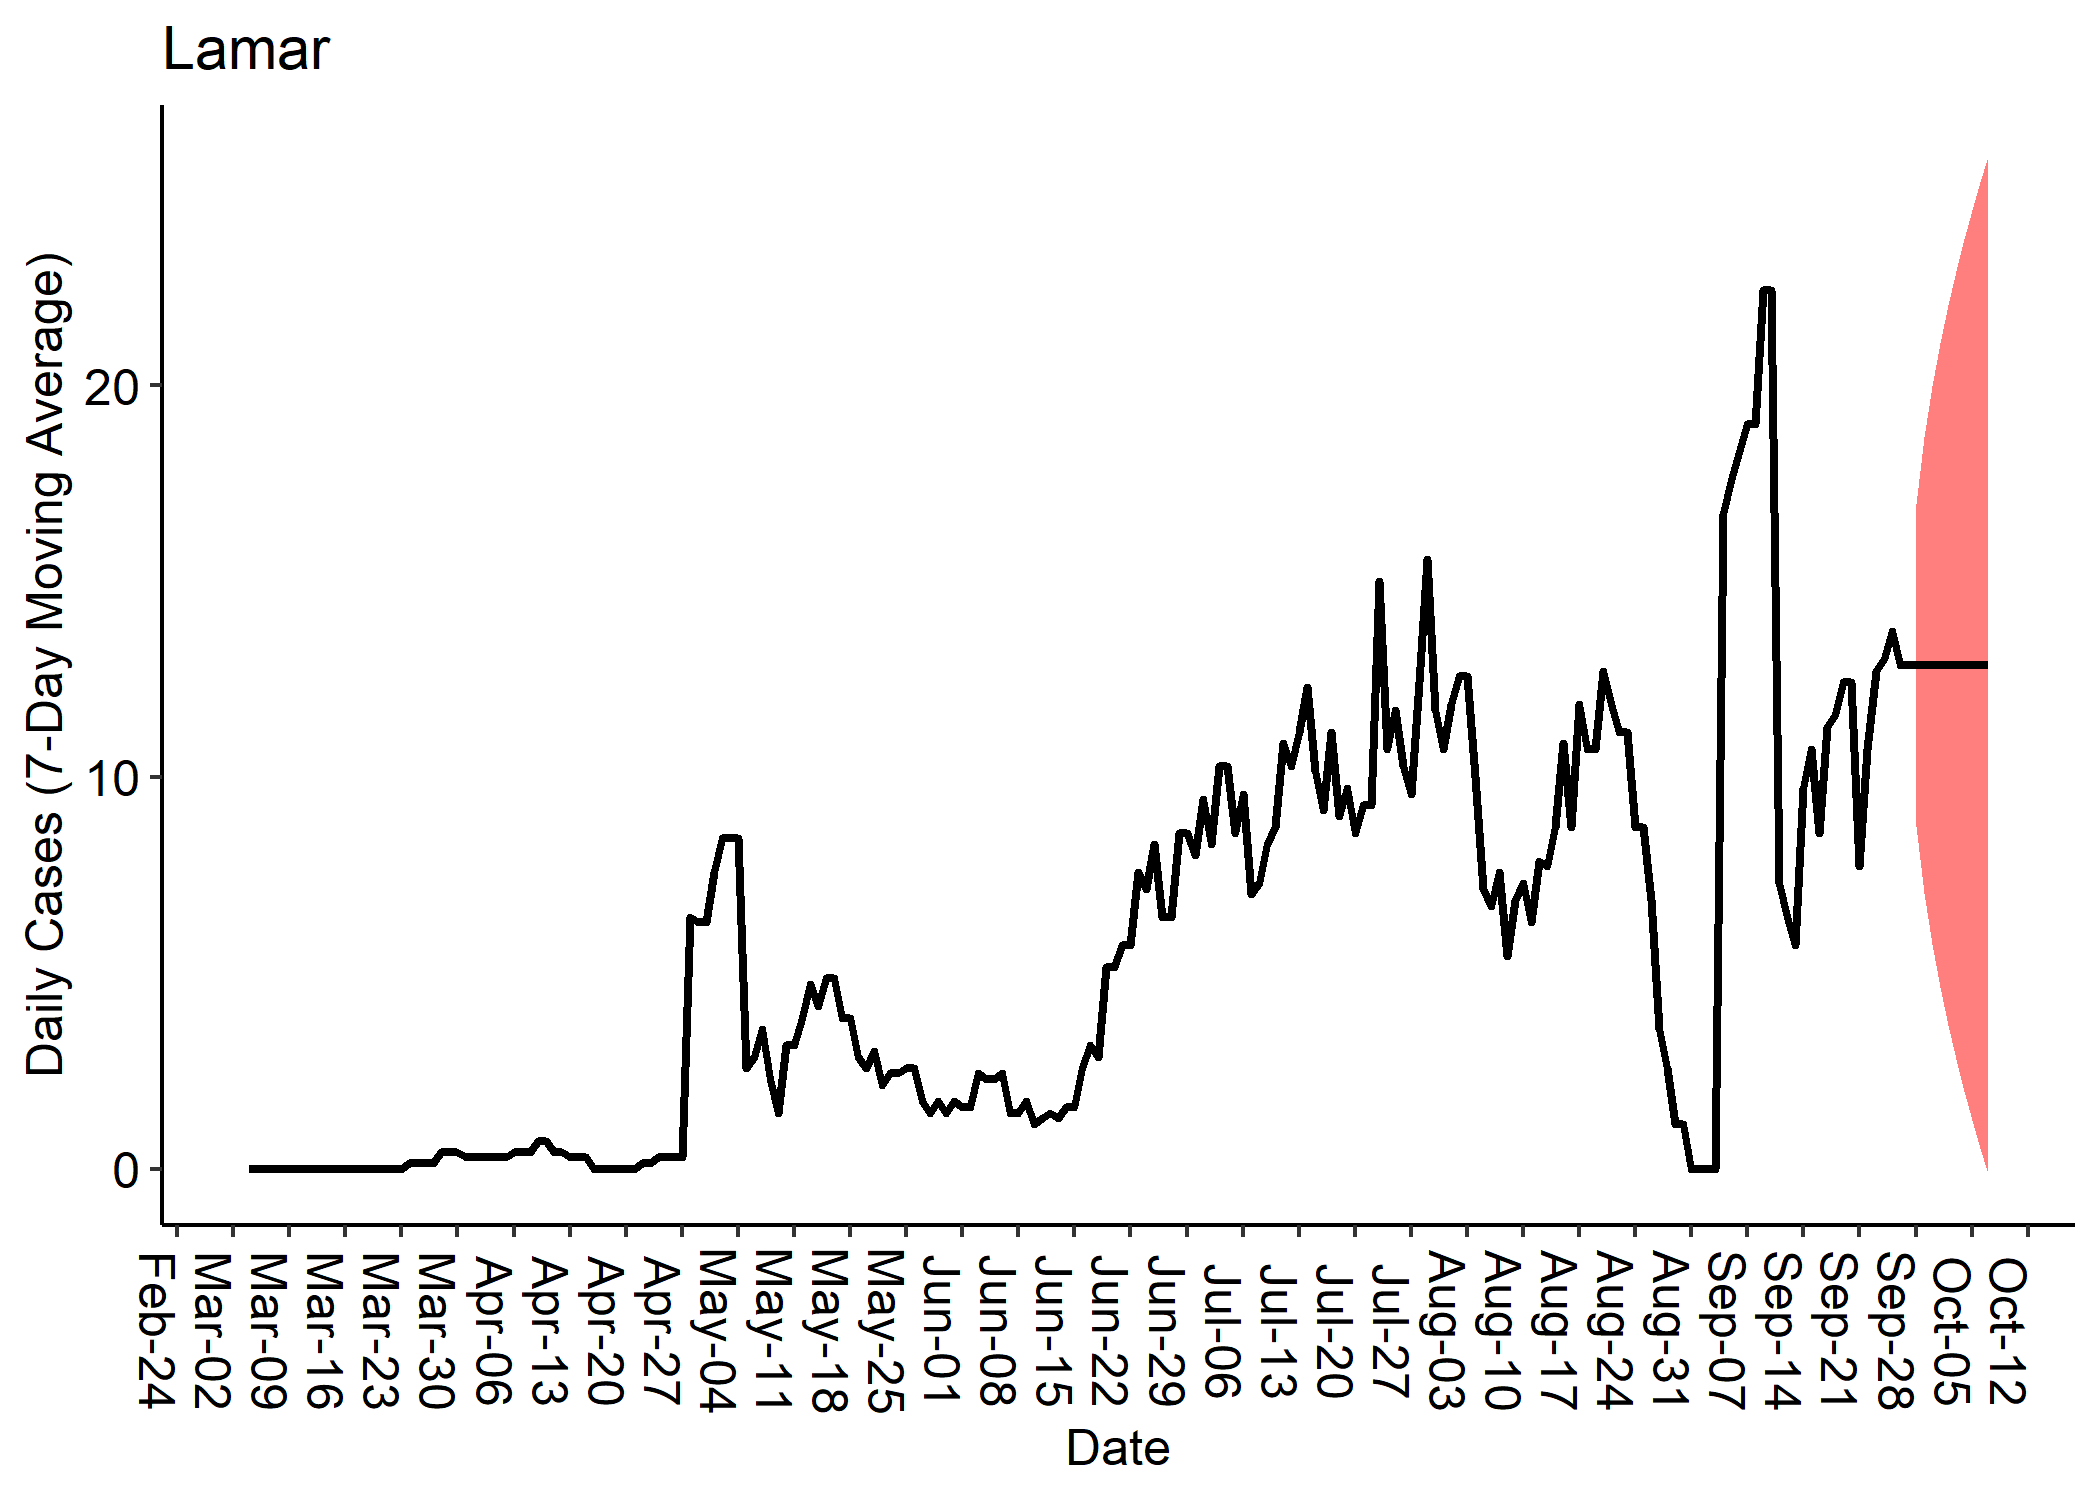 Lamar
Daily Cases (7-Day Moving Average)
20
10
0
Feb-24
Mar-02
Mar-09
Mar-16
Mar-23
Mar-30
Apr-06
Apr-13
Apr-20
Apr-27
May-04
May-11
May-18
May-25
Jun-01
Jun-08
Jun-15
Jun-22
Jun-29
Jul-06
Jul-13
Jul-20
Jul-27
Aug-03
Aug-10
Aug-17
Aug-24
Aug-31
Sep-07
Sep-14
Sep-21
Sep-28
Oct-05
Oct-12
Date